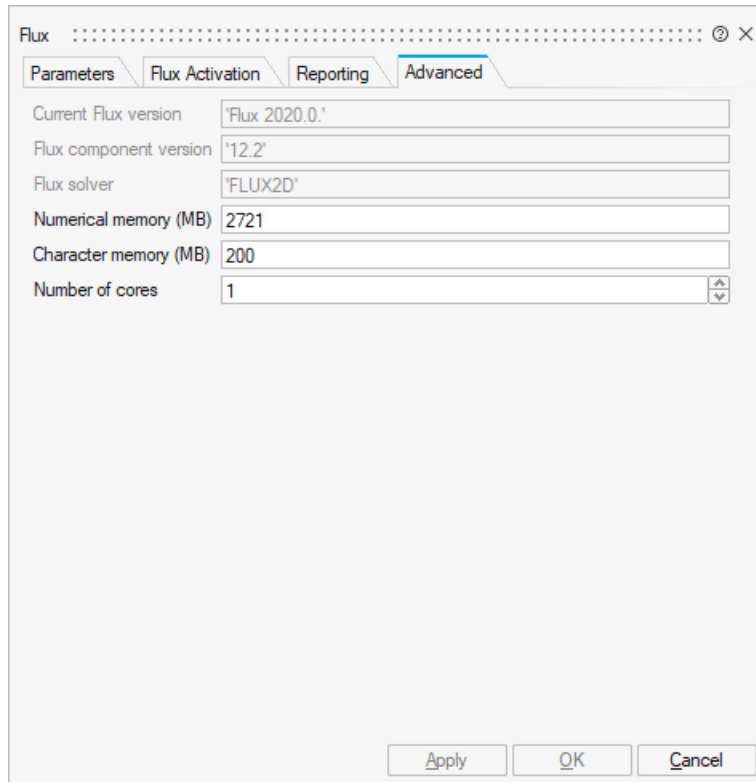 Flux
Parameters Flux Activation Reporting Advanced
Current Flux version 'Flux 2020.0.'
Flux component version '12.2'
Flux solver 'FLUX2D'
Numerical memory (MB) 2721
Character memory (MB) 200
Number of cores 1
Apply OK Cancel